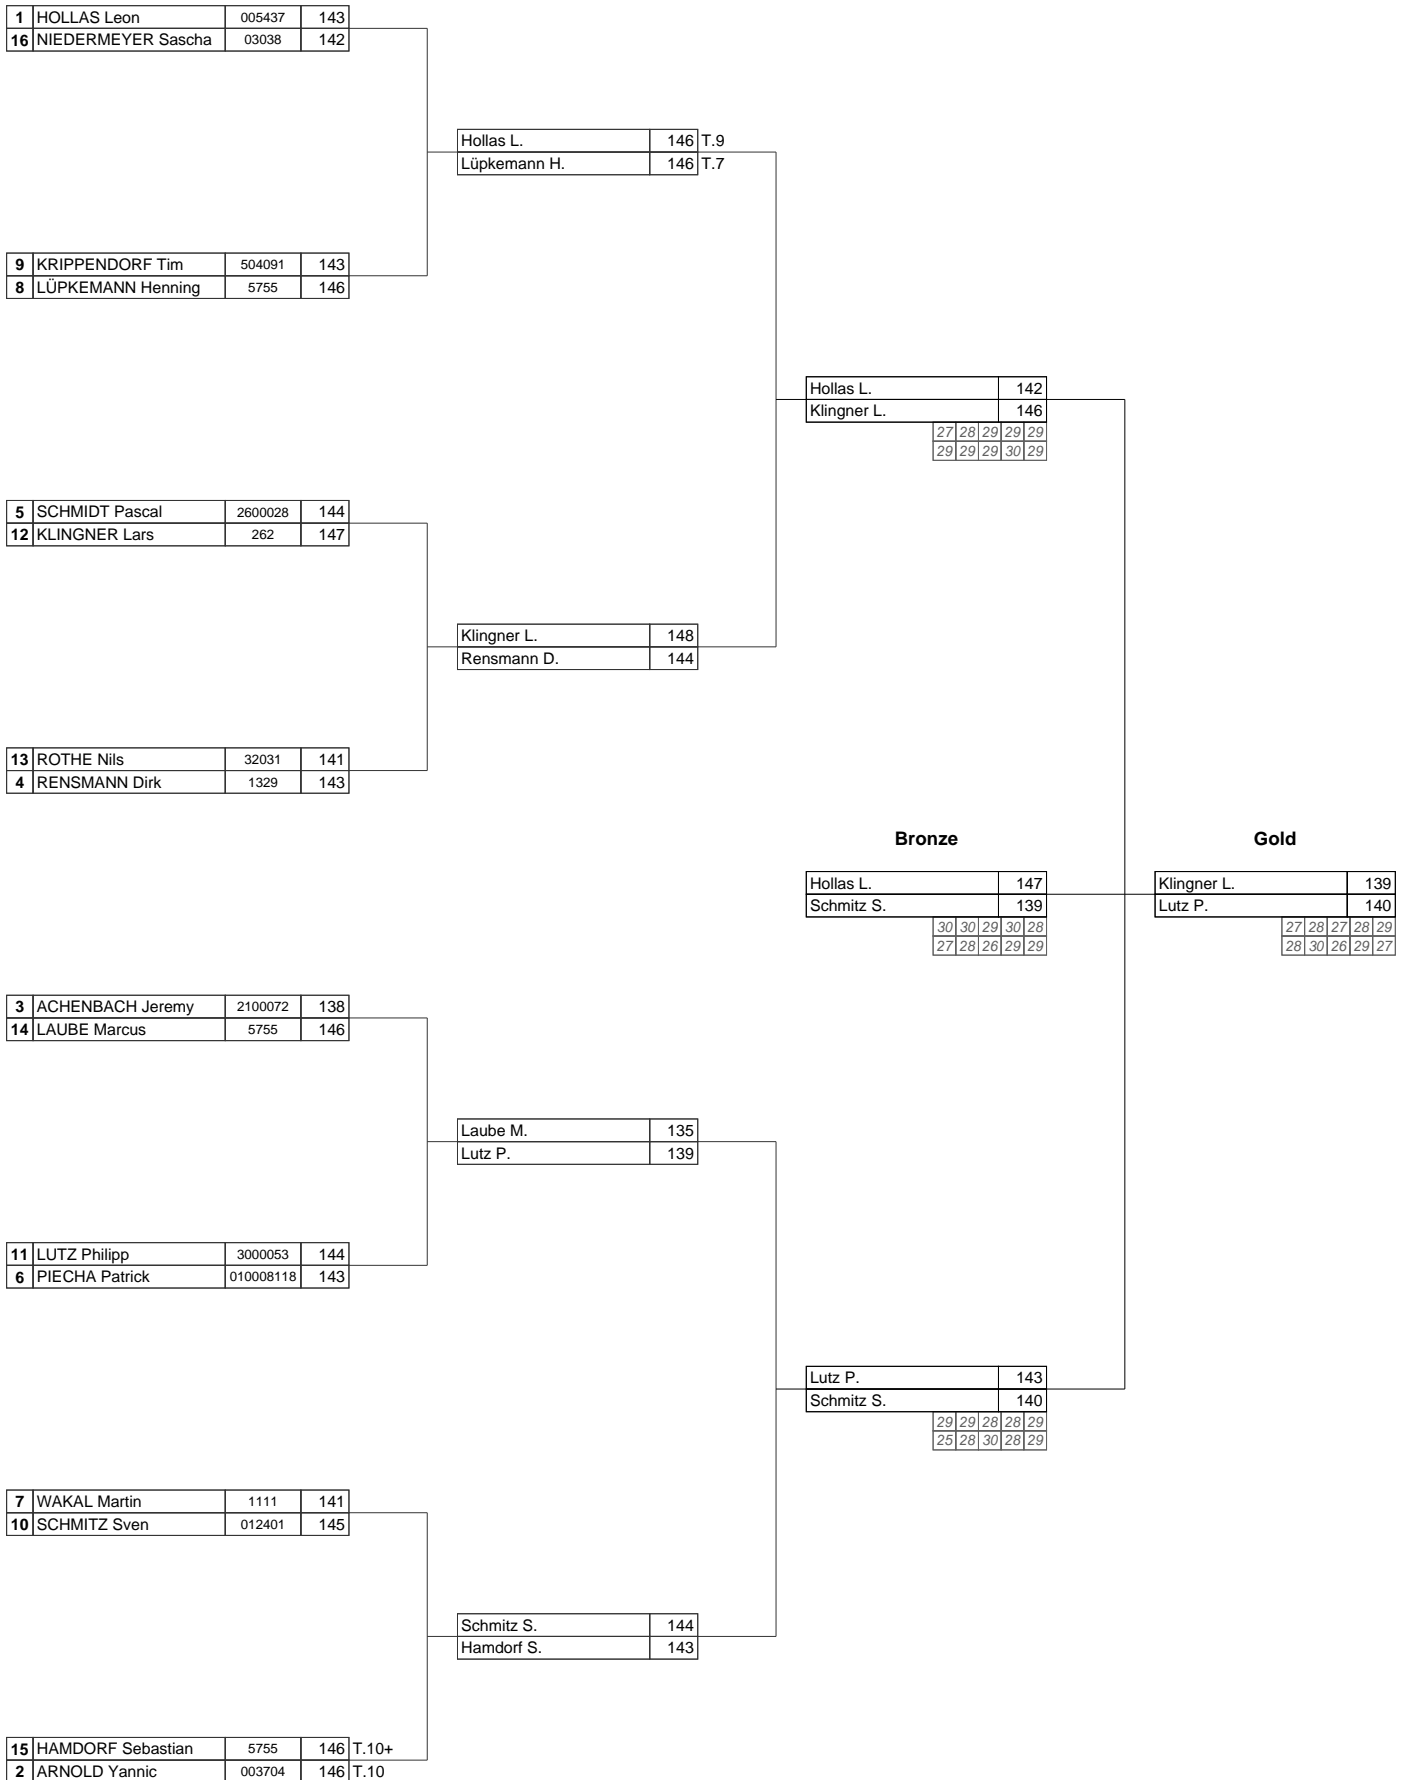 1 HOLLAS Leon 005437 143
16 NIEDERMEYER Sascha 03038 142
Hollas L. 146 T.9
Lüpkemann H. 146 T.7
9 KRIPPENDORF Tim 504091 143
8 LÜPKEMANN Henning 5755 146
Hollas L. 142
Klingner L. 146
27 28 29 29 29
29 29 29 30 29
5 SCHMIDT Pascal 2600028 144
12 KLINGNER Lars 262 147
Klingner L. 148
Rensmann D. 144
13 ROTHE Nils 32031 141
4 RENSMANN Dirk 1329 143
Bronze Gold
Hollas L. 147 Klingner L. 139
Schmitz S. 139 Lutz P. 140
30 30 29 30 28 27 28 27 28 29
27 28 26 29 29 28 30 26 29 27
3 ACHENBACH Jeremy 2100072 138
14 LAUBE Marcus 5755 146
Laube M. 135
Lutz P. 139
11 LUTZ Philipp 3000053 144
6 PIECHA Patrick 010008118 143
Lutz P. 143
Schmitz S. 140
29 29 28 28 29
25 28 30 28 29
7 WAKAL Martin 1111 141
10 SCHMITZ Sven 012401 145
Schmitz S. 144
Hamdorf S. 143
15 HAMDORF Sebastian 5755 146 T.10+
2 ARNOLD Yannic 003704 146 T.10